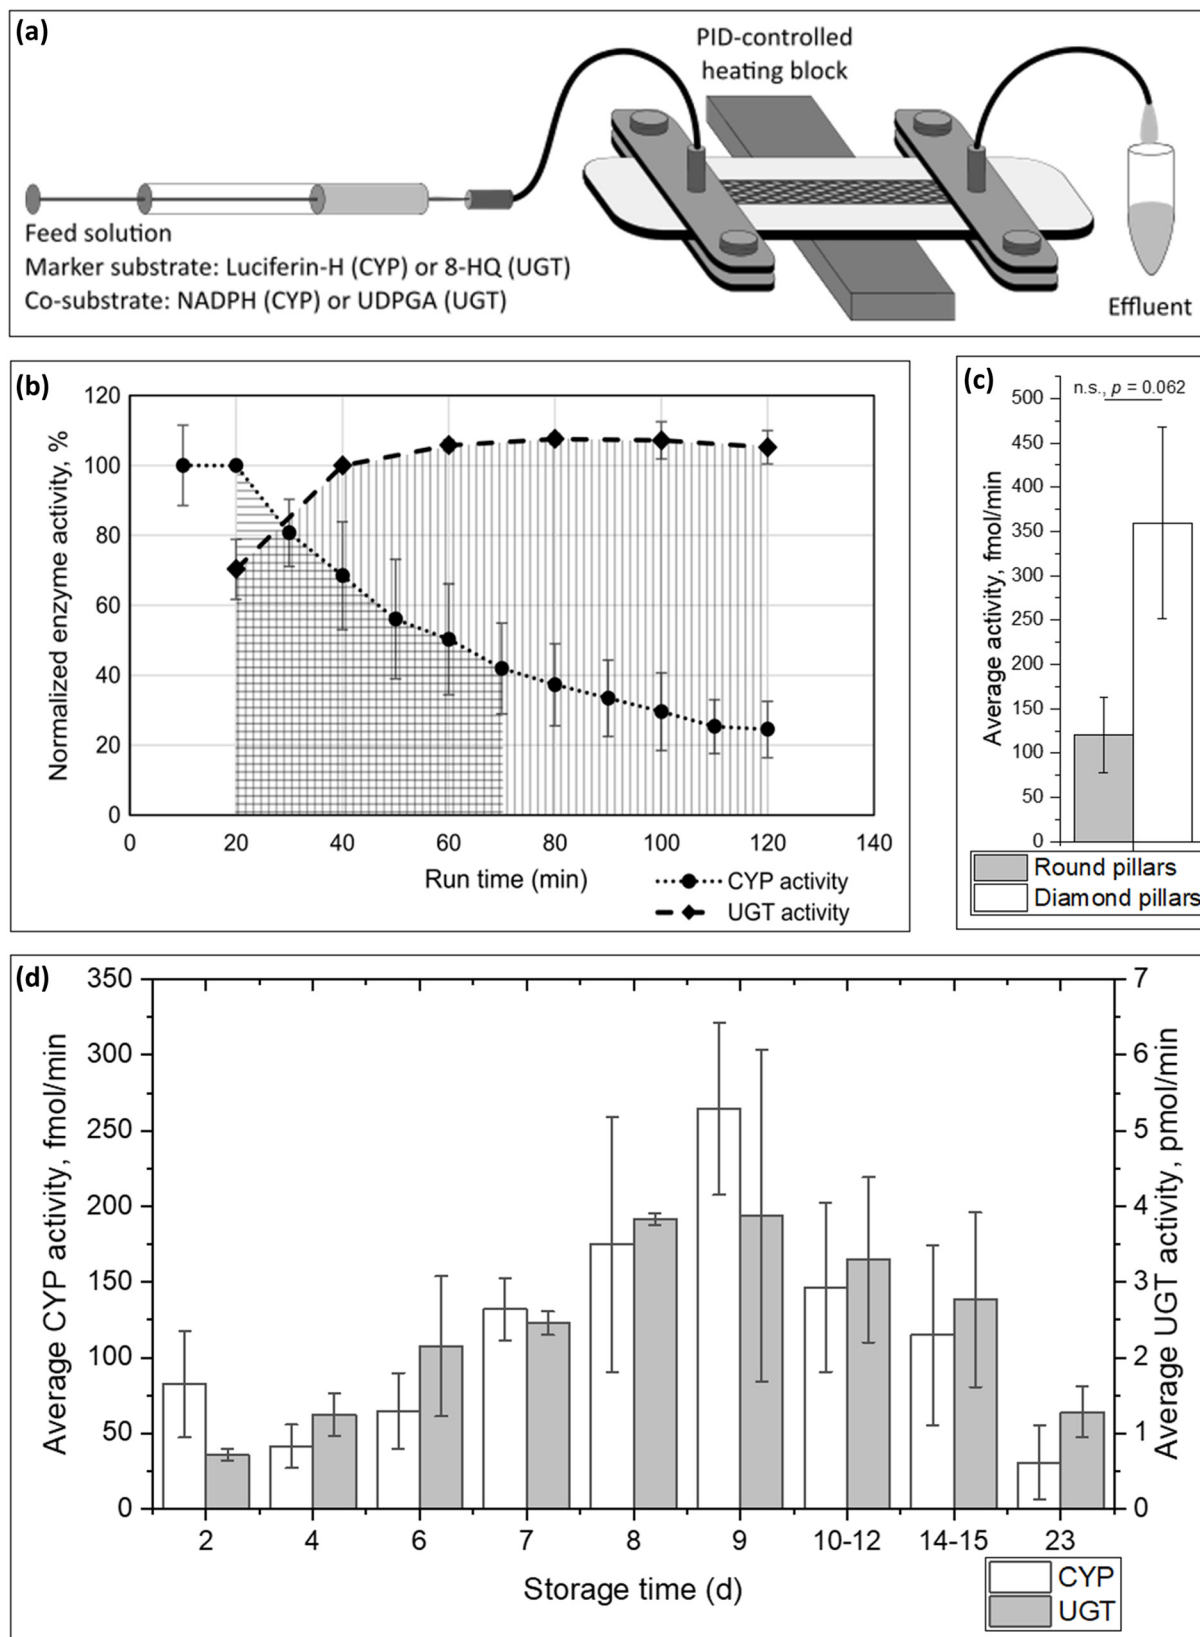 (a)
PID-controlled
heating block
Feed solution
Marker substrate: Luciferin-H (CYP) or 8-HQ (UGT)
Co-substrate: NADPH (CYP) or UDPGA (UGT)
Effluent
(b)
Normalized enzyme activity, %
120
100
80
60
40
20
0
0 20 40 60 80 100 120 140
Run time (min)
CYP activity
UGT activity
(c)
n.s., p = 0.062
Average activity, fmol/min
500
450
400
350
300
250
200
150
100
50
0
Round pillars
Diamond pillars
(d)
Average CYP activity, fmol/min
350
300
250
200
150
100
50
0
Average UGT activity, pmol/min
7
6
5
4
3
2
1
0
2 4 6 7 8 9 10-12 14-15 23
Storage time (d)
CYP
UGT